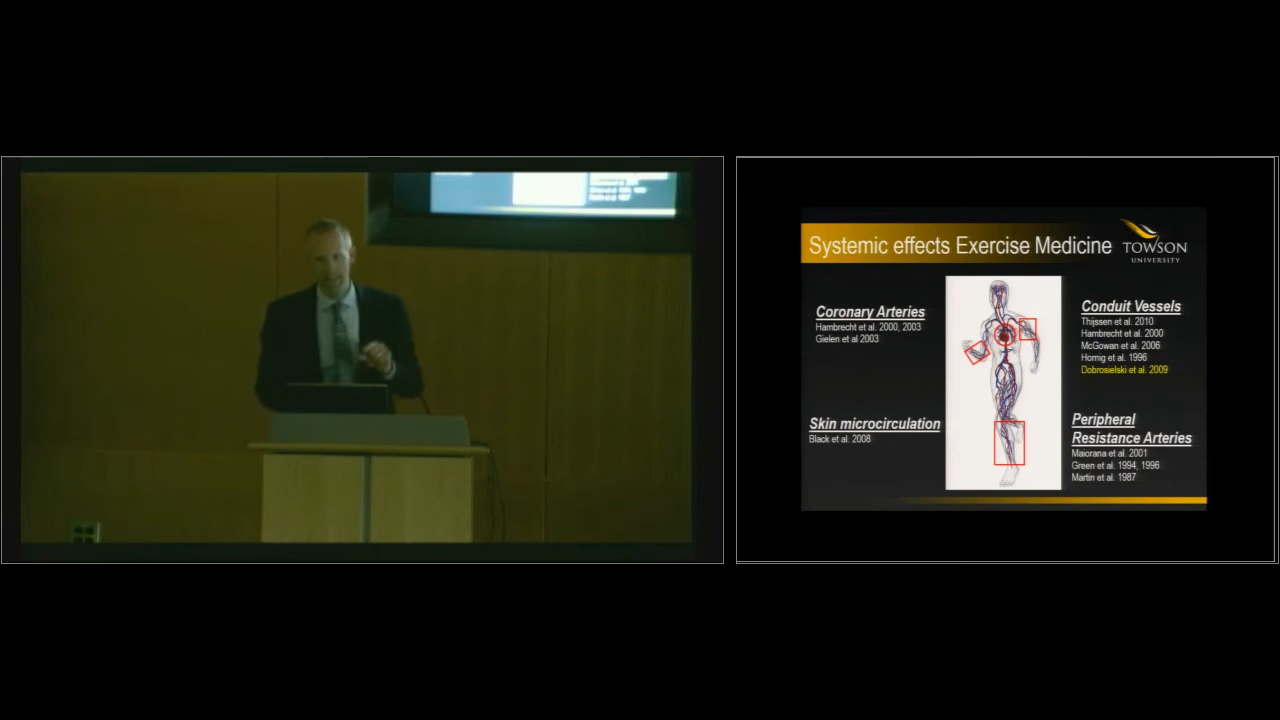 Systemic effects Exercise Medicine
TOWSON
UNIVERSITY
Coronary Arteries
Hambrecht et al. 2000, 2003
Gielen et al 2003
Skin microcirculation
Black et al. 2008
Conduit Vessels
Thijssen et al. 2010
Hambrecht et al. 2000
McGowan et al. 2006
Hornig et al. 1996
Dobrosielski et al. 2009
Peripheral
Resistance Arteries
Maiorana et al. 2001
Green et al. 1994, 1996
Martin et al. 1987